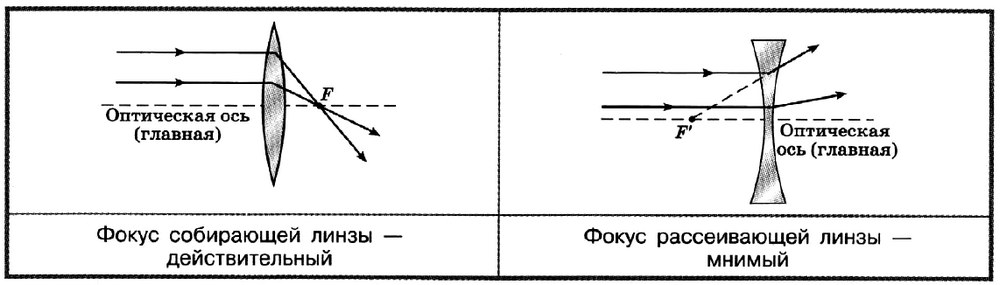 F
Оптическая ось
(главная)
F'
Оптическая
ось (главная)
Фокус собирающей линзы —
действительный
Фокус рассеивающей линзы —
мнимый